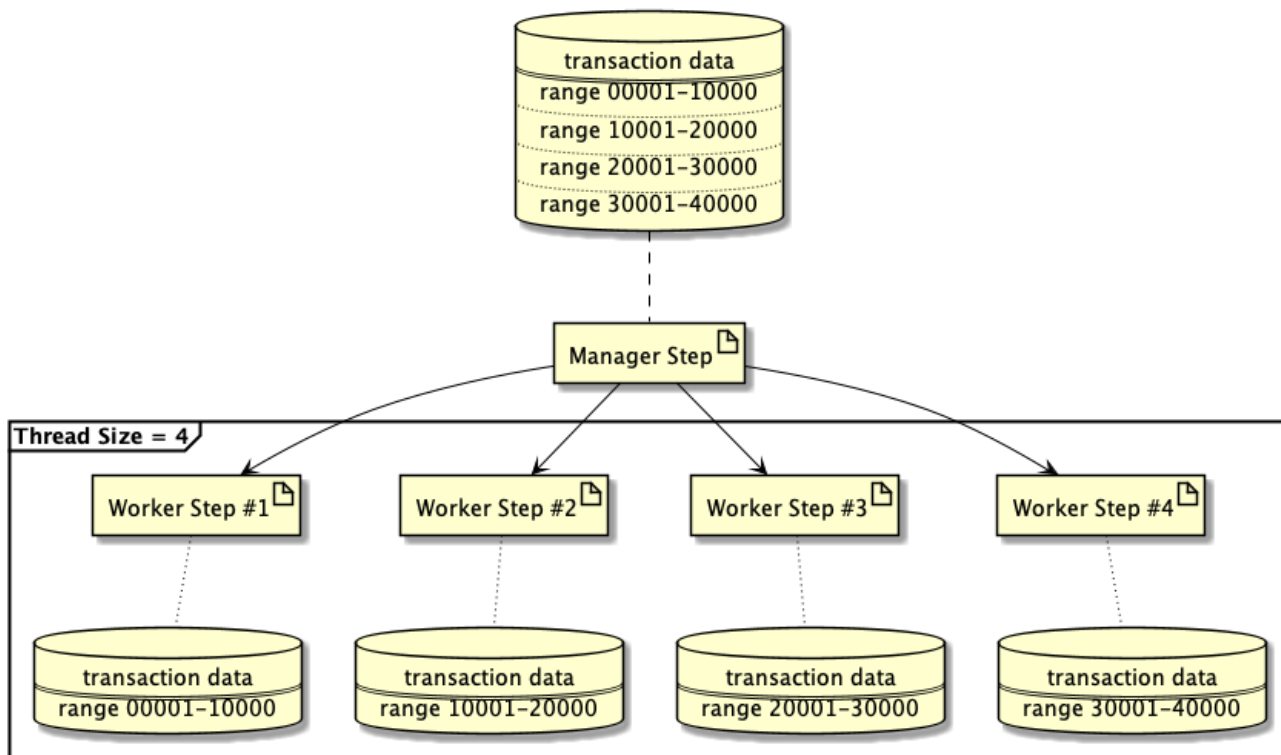 transaction data
range 00001-10000
range 10001-20000
range 20001-30000
range 30001-40000
Manager Step
Thread Size = 4
Worker Step #1
Worker Step #2
Worker Step #3
Worker Step #4
transaction data
range 00001-10000
transaction data
range 10001-20000
transaction data
range 20001-30000
transaction data
range 30001-40000